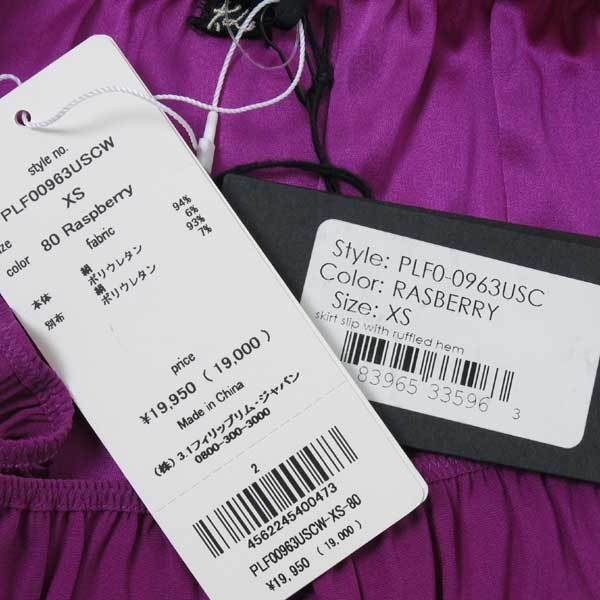 style no.
PLF00963USCW
XS
color 80 Raspberry
fabric
本体 絹 94%
ポリウレタン 6%
別布 絹 93%
ポリウレタン 7%
price
¥19,950 ( 19,000)
Made in China
(株) 3.1フィリップリム.ジャパン
0800-300-3000
2
4562245400473
PLF00963USCW-XS-80
¥19,950 ( 19,000)
Style: PLF0-0963USC
Color: RASBERRY
Size: XS
skirt slip with ruffled hem
83965 33596 3